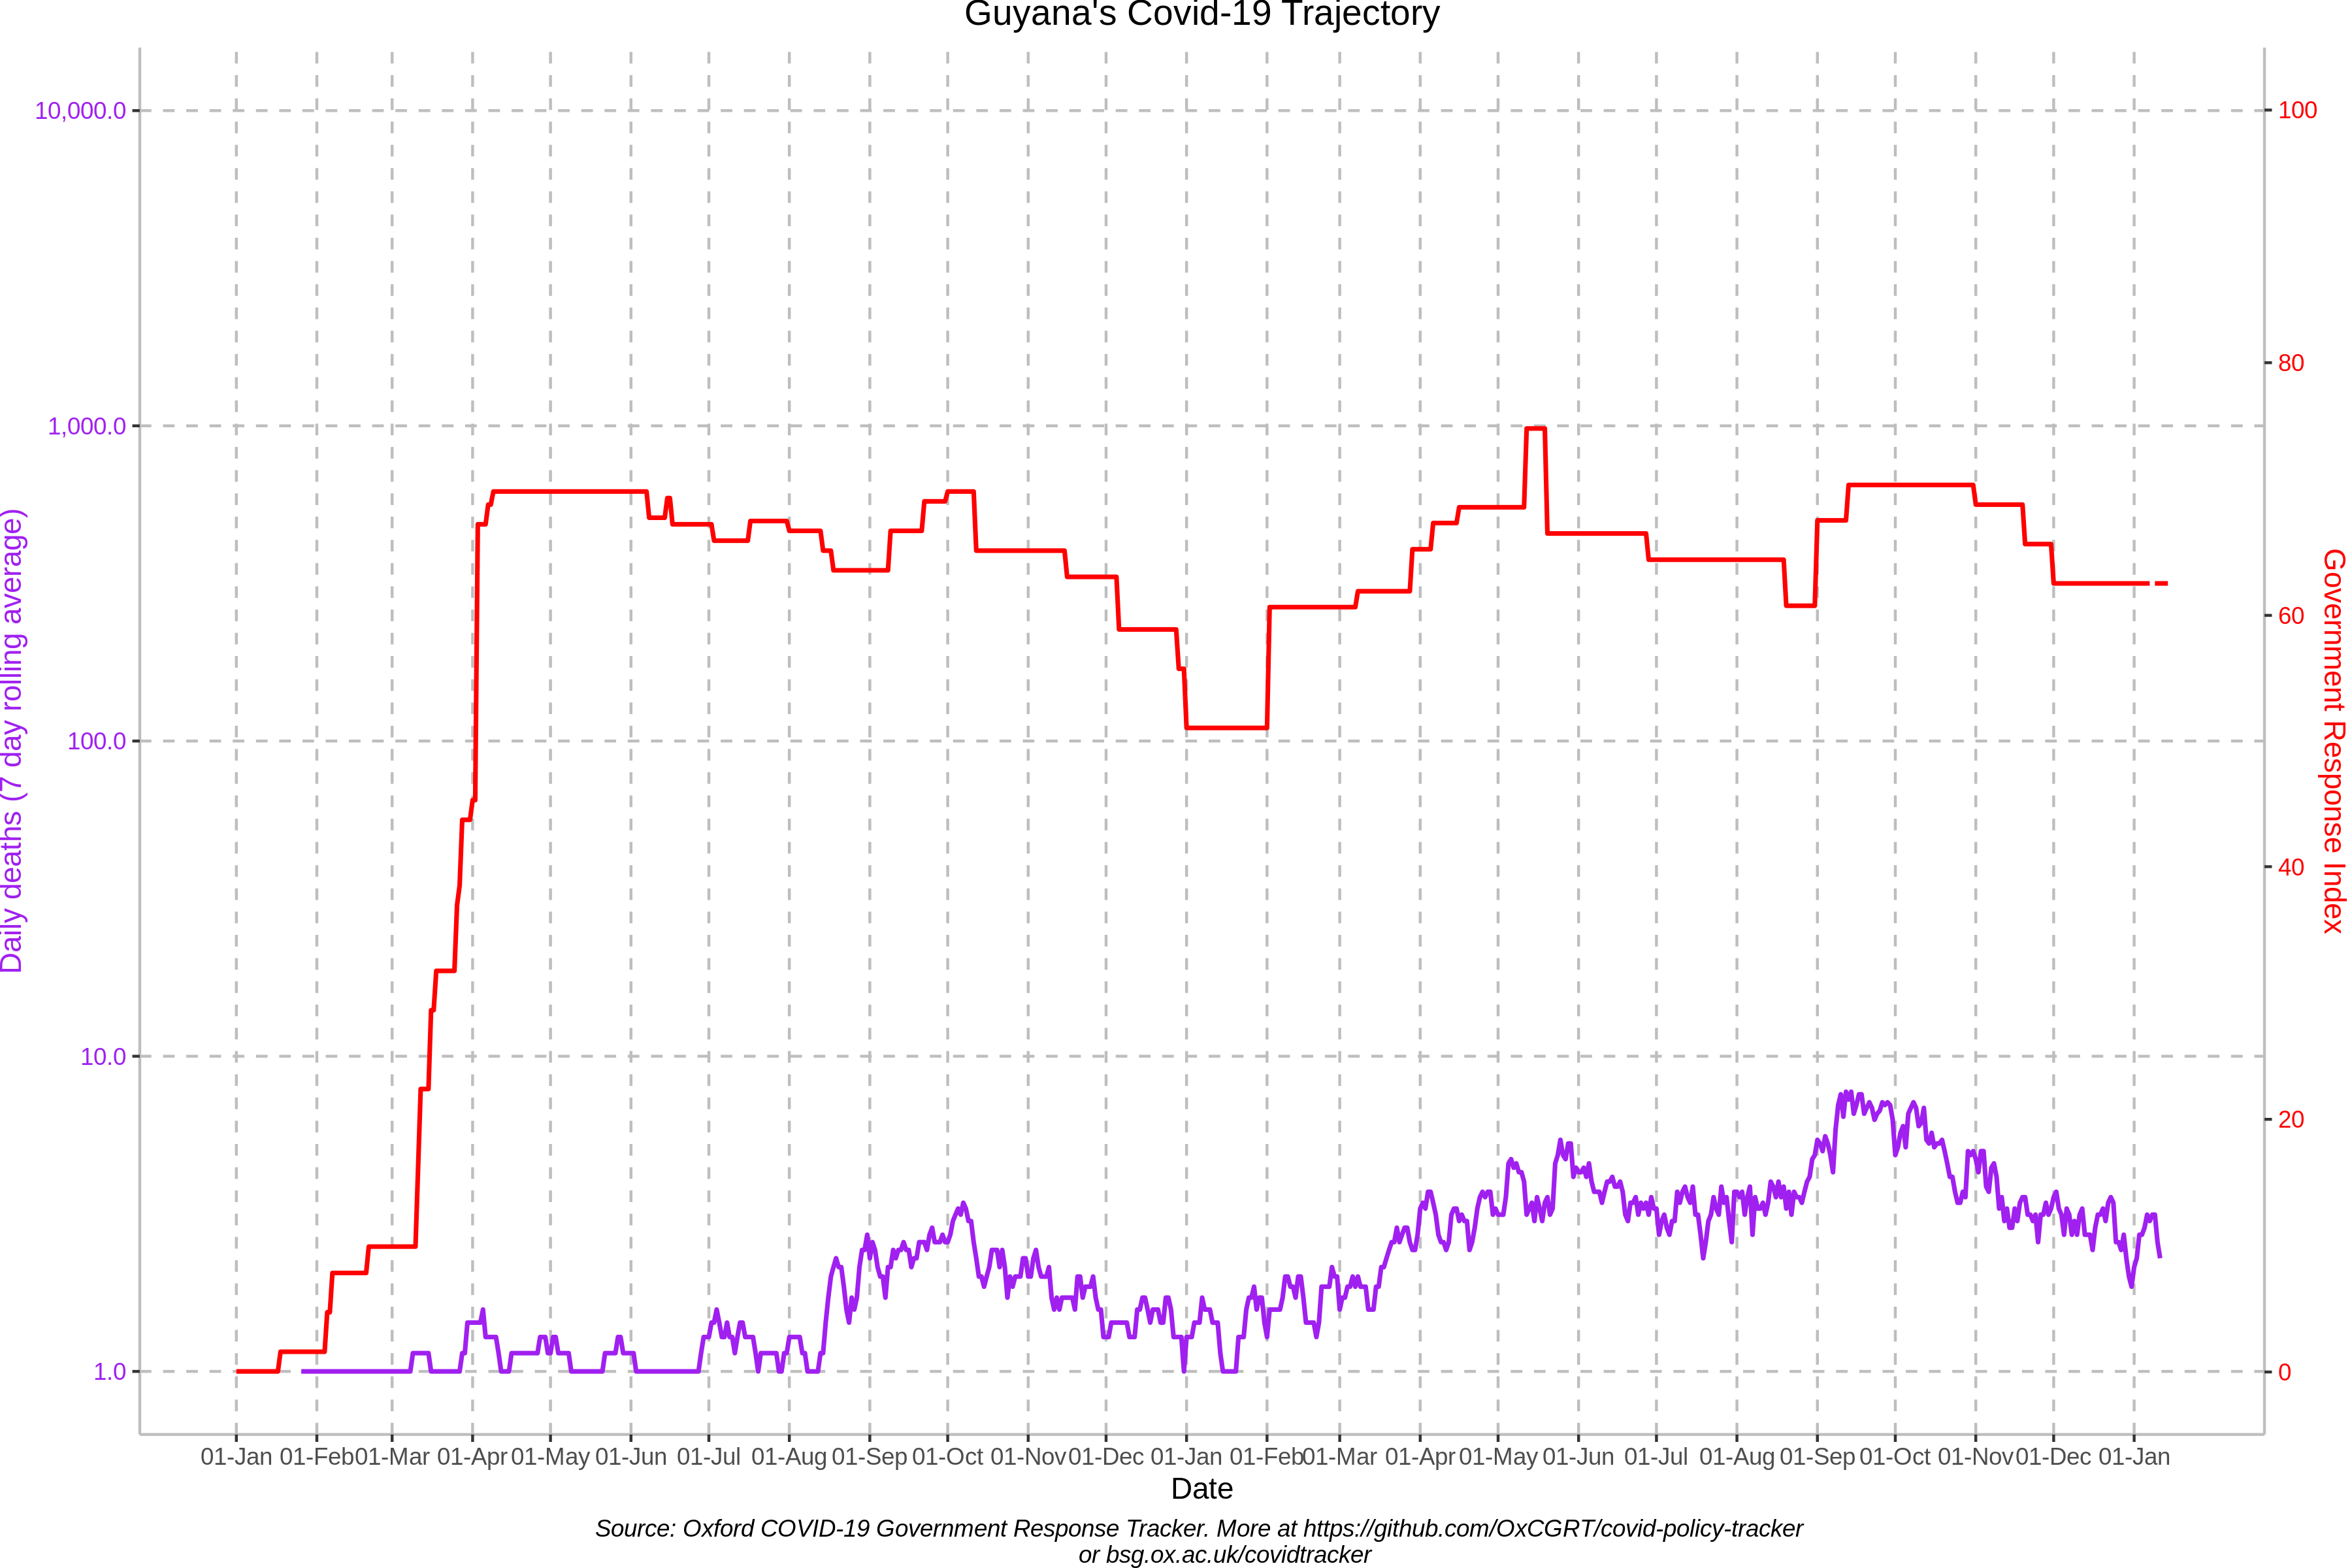 Guyana's Covid-19 Trajectory
Daily deaths (7 day rolling average)
10,000.0
1,000.0
100.0
10.0
1.0
100
80
60
40
20
0
Government Response Index
01-Jan 01-Feb 01-Mar 01-Apr 01-May 01-Jun 01-Jul 01-Aug 01-Sep 01-Oct 01-Nov 01-Dec 01-Jan 01-Feb 01-Mar 01-Apr 01-May 01-Jun 01-Jul 01-Aug 01-Sep 01-Oct 01-Nov 01-Dec 01-Jan
Date
Source: Oxford COVID-19 Government Response Tracker. More at https://github.com/OxCGRT/covid-policy-tracker
or bsg.ox.ac.uk/covidtracker